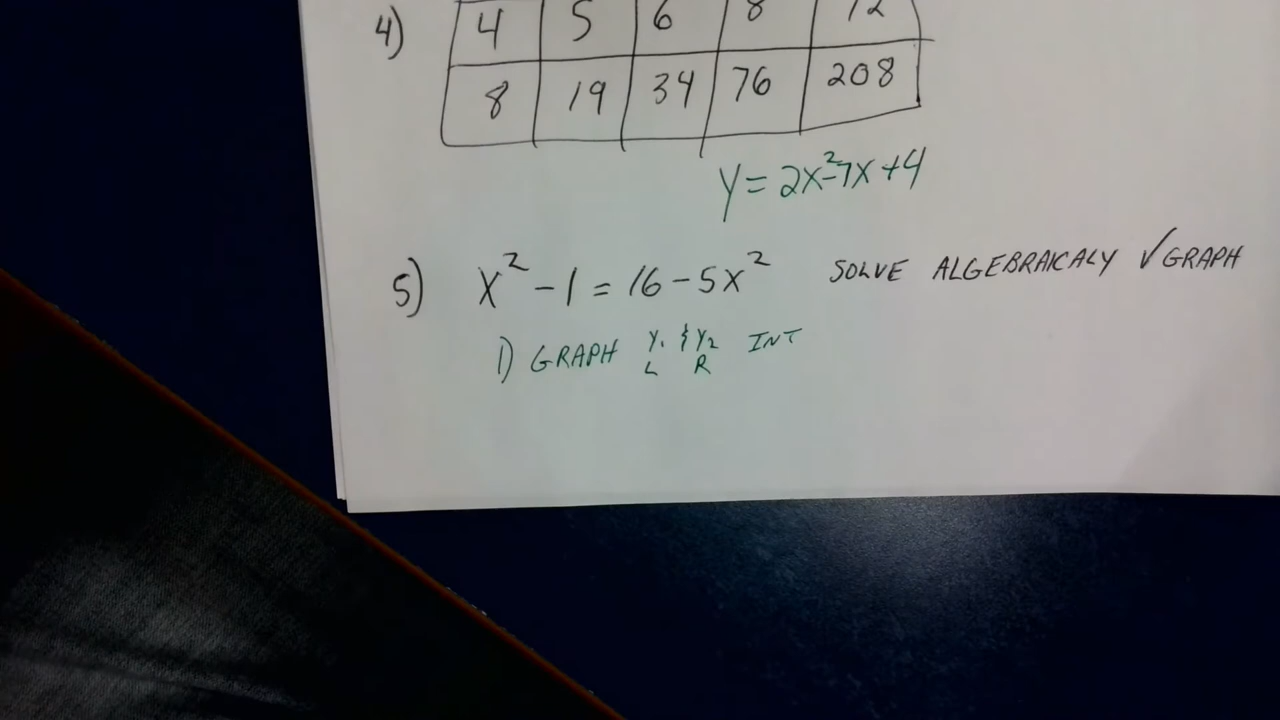 4) 4 5 6 8 12
8 19 34 76 208
y = 2x²-7x+4
5) x² - 1 = 16 - 5x² SOLVE ALGEBRAICALY √GRAPH
1) GRAPH Y₁ & Y₂ INT
L R